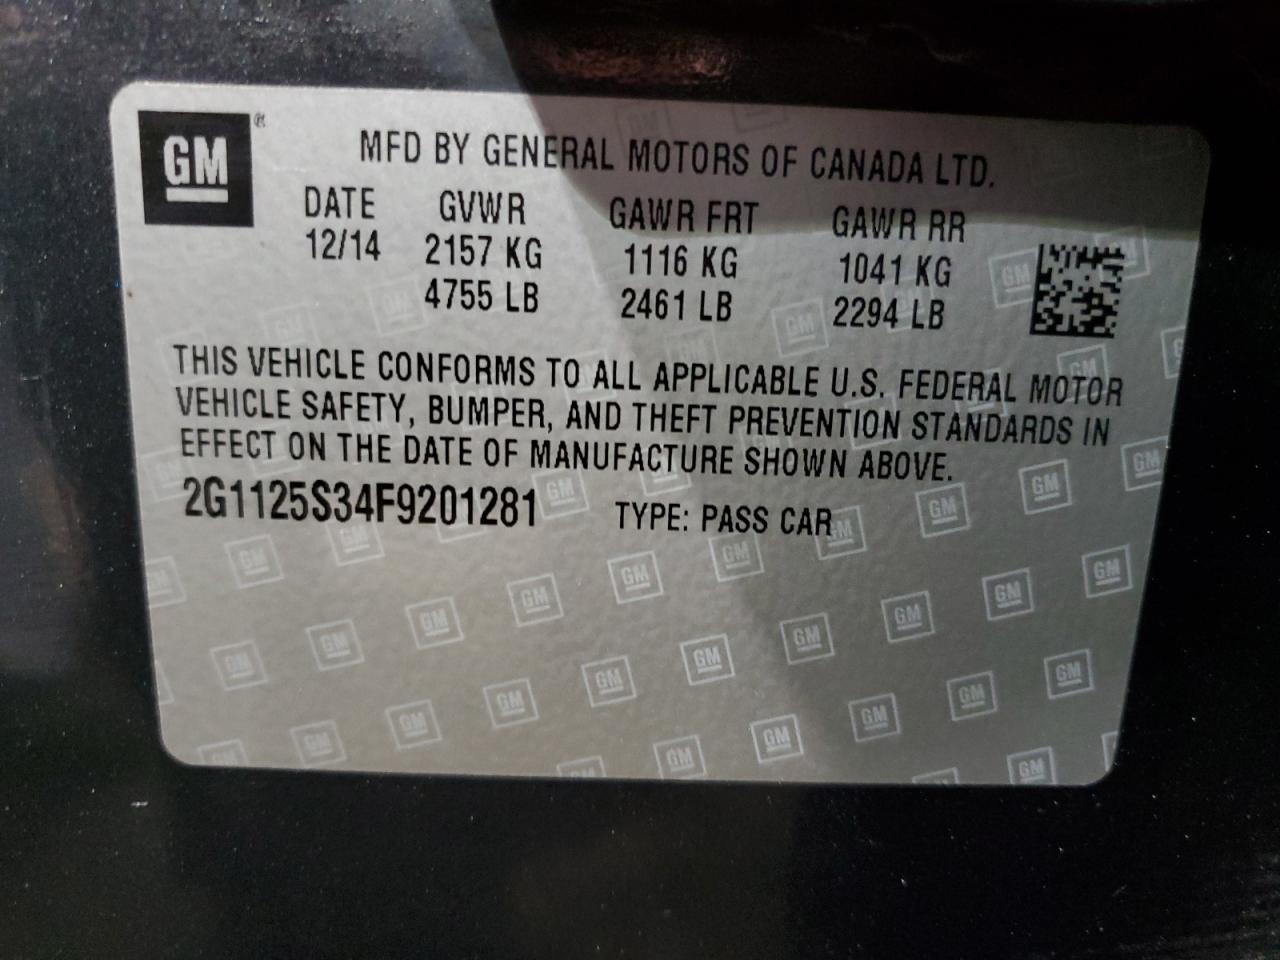 GM®
MFD BY GENERAL MOTORS OF CANADA LTD.
DATE GVWR GAWR FRT GAWR RR
12/14 2157 KG 1116 KG 1041 KG
4755 LB 2461 LB 2294 LB
THIS VEHICLE CONFORMS TO ALL APPLICABLE U.S. FEDERAL MOTOR
VEHICLE SAFETY, BUMPER, AND THEFT PREVENTION STANDARDS IN
EFFECT ON THE DATE OF MANUFACTURE SHOWN ABOVE.
2G1125S34F9201281 TYPE: PASS CAR